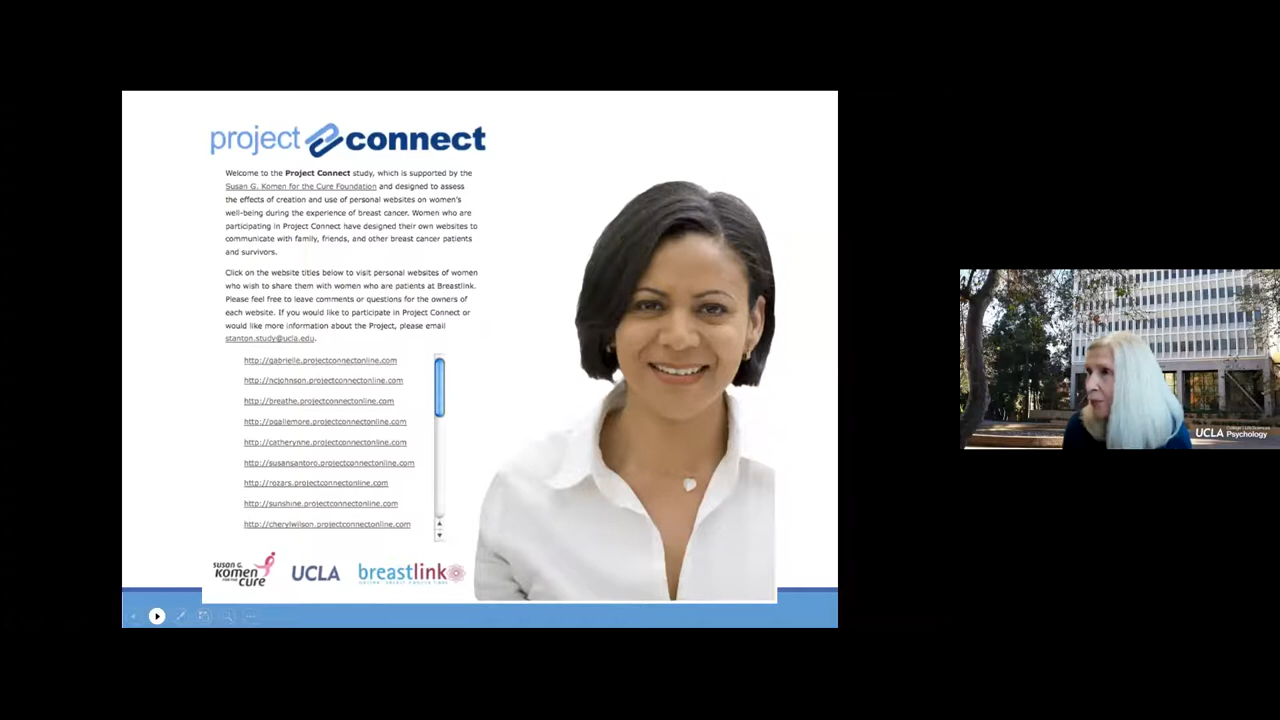 project connect
Welcome to the Project Connect study, which is supported by the
Susan G. Komen for the Cure Foundation and designed to assess
the effects of creation and use of personal websites on women's
well-being during the experience of breast cancer. Women who are
participating in Project Connect have designed their own websites to
communicate with family, friends, and other breast cancer patients
and survivors.
Click on the website titles below to visit personal websites of women
who wish to share them with women who are patients at Breastlink.
Please feel free to leave comments or questions for the owners of
each website. If you would like to participate in Project Connect or
would like more information about the Project, please email
stanton.study@ucla.edu.
http://gabrielle.projectconnectonline.com
http://ncjohnson.projectconnectonline.com
http://breathe.projectconnectonline.com
http://pgallemore.projectconnectonline.com
http://catherynne.projectconnectonline.com
http://susansantoro.projectconnectonline.com
http://rozars.projectconnectonline.com
http://sunshine.projectconnectonline.com
http://cherylwilson.projectconnectonline.com
susan g.
komen
for the
cure
UCLA
breastlink
College | Life Sciences
UCLA Psychology